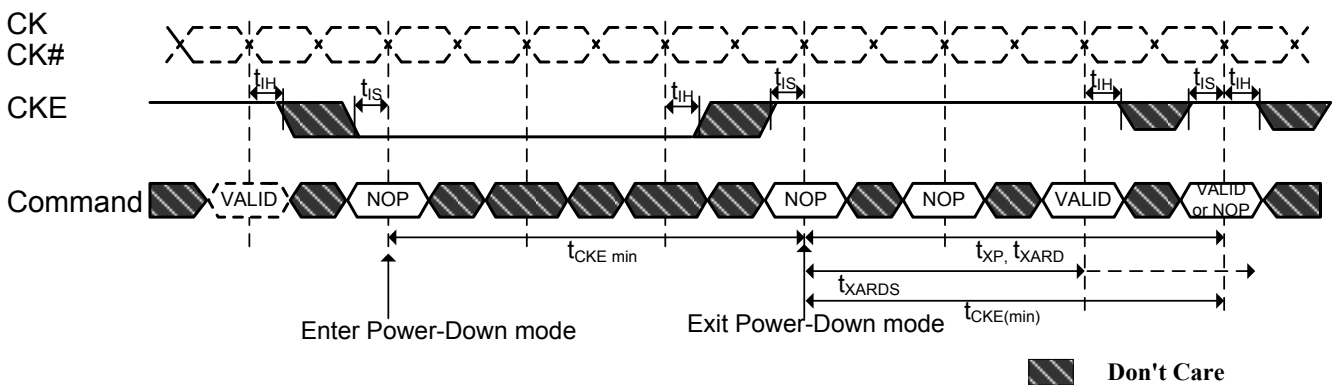 CK
CK#
tIH tIS tIH tIS tIH tIS tIH
CKE
Command VALID NOP NOP NOP VALID VALID or NOP
tCKE min tXP, tXARD
tXARDS
tCKE(min)
Enter Power-Down mode Exit Power-Down mode
Don't Care